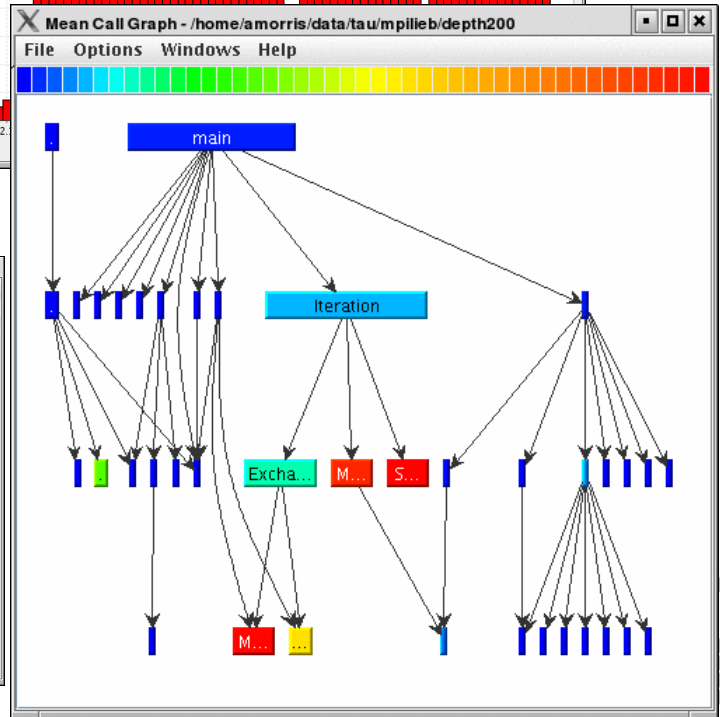 Mean Call Graph - /home/amorris/data/tau/mpilieb/depth200
File Options Windows Help
. main
. Iteration
. Excha... M... S...
M... ...